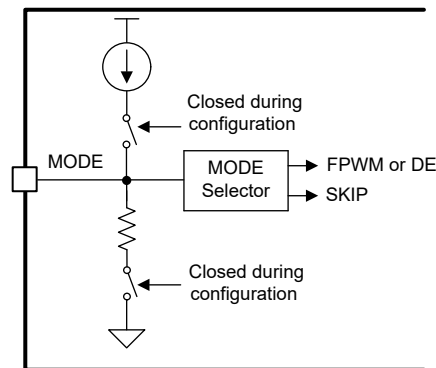 Closed during
configuration
MODE
MODE
Selector
FPWM or DE
SKIP
Closed during
configuration